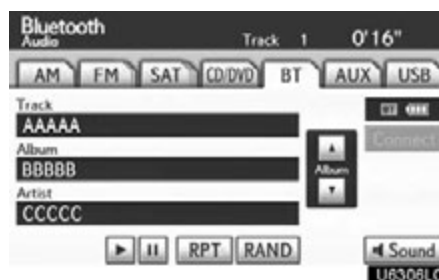 Bluetooth
Audio Track 1 0'16"
AM FM SAT CD/DVD BT AUX USB
Track
AAAAA
Album
BBBBB
Album
Artist
CCCCC
Connect
RPT RAND Sound
U6306LC